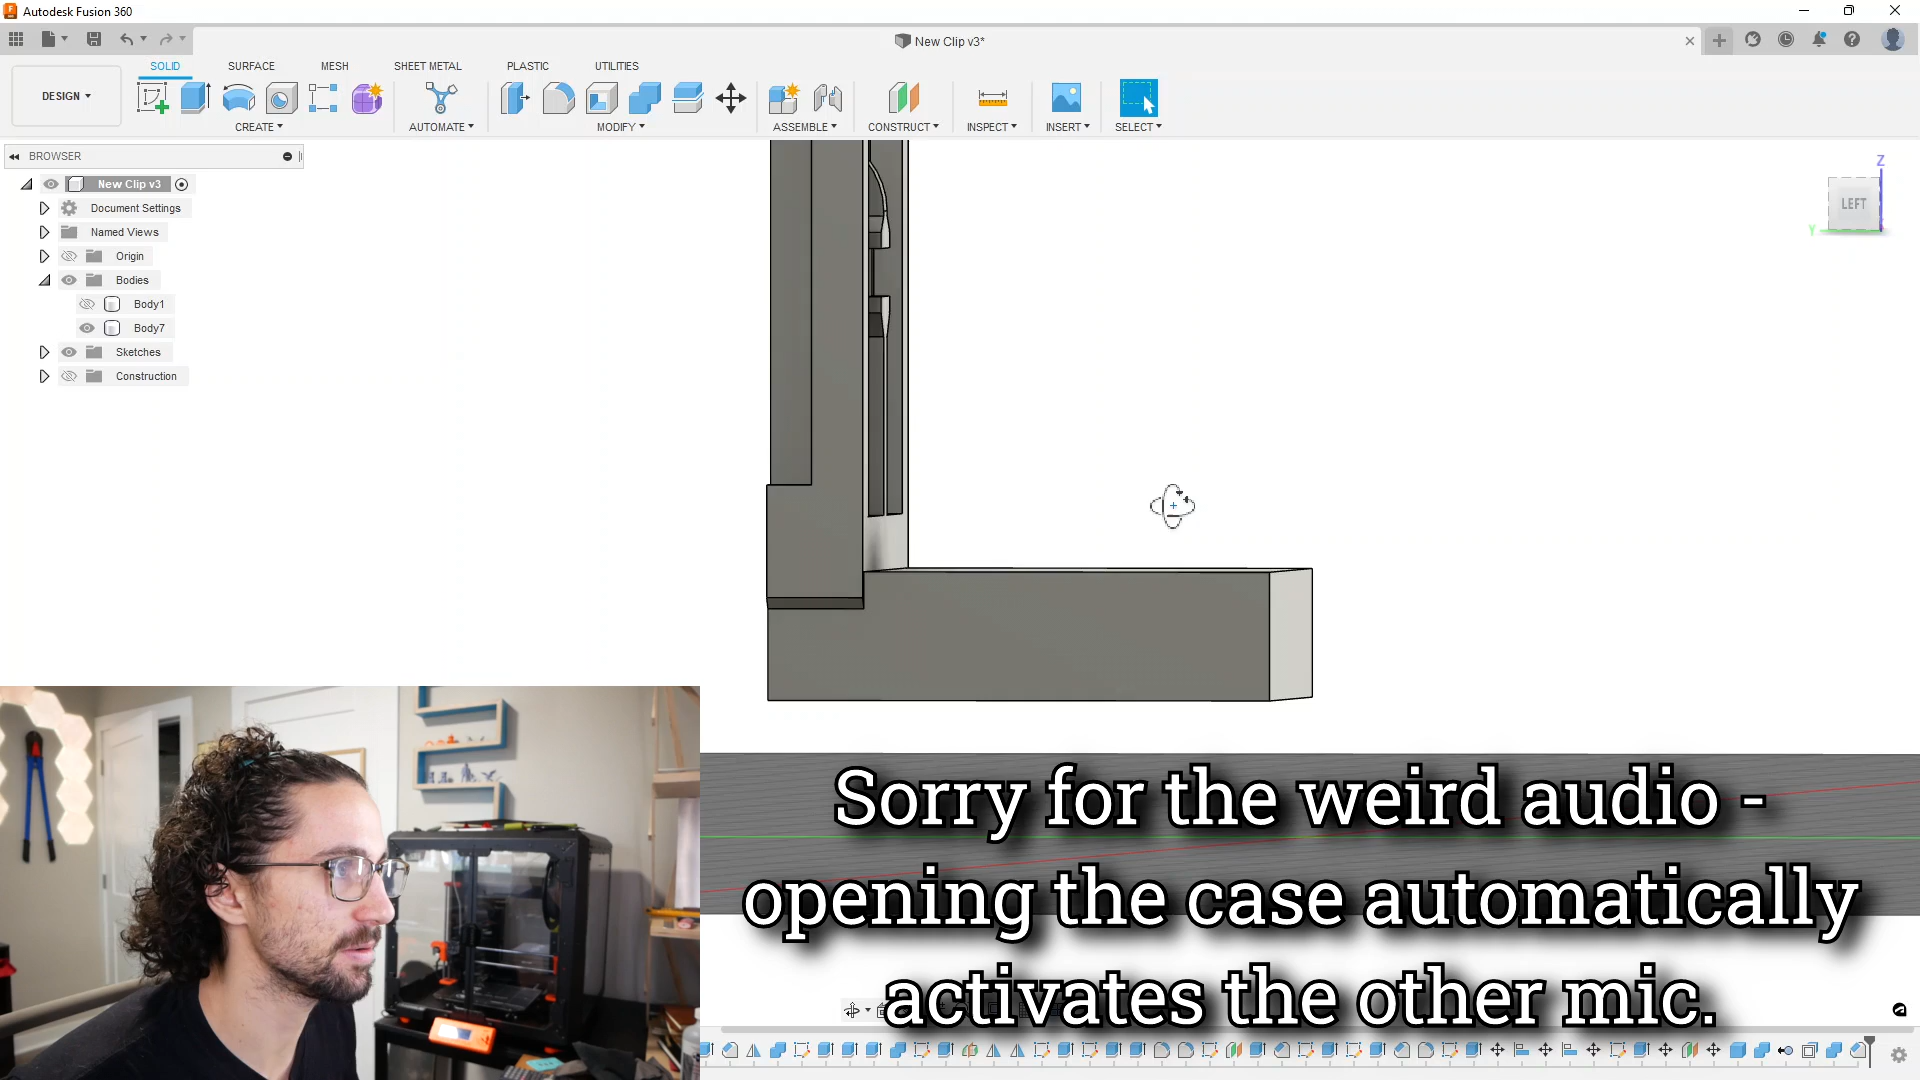 Autodesk Fusion 360
New Clip v3*
DESIGN
SOLID SURFACE MESH SHEET METAL PLASTIC UTILITIES
CREATE AUTOMATE MODIFY ASSEMBLE CONSTRUCT INSPECT INSERT SELECT
BROWSER
New Clip v3
Document Settings
Named Views
Origin
Bodies
Body1
Body7
Sketches
Construction
Z
LEFT
Y
Sorry for the weird audio -
opening the case automatically
activates the other mic.